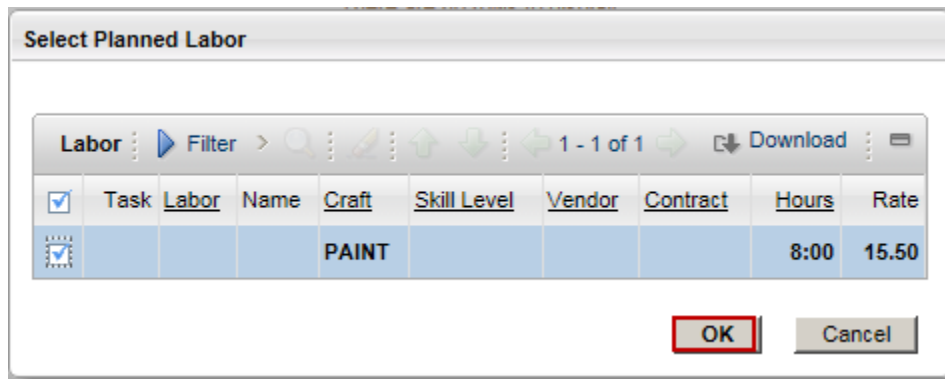 Select Planned Labor
Labor Filter 1 - 1 of 1 Download
Task Labor Name Craft Skill Level Vendor Contract Hours Rate
PAINT 8:00 15.50
OK Cancel